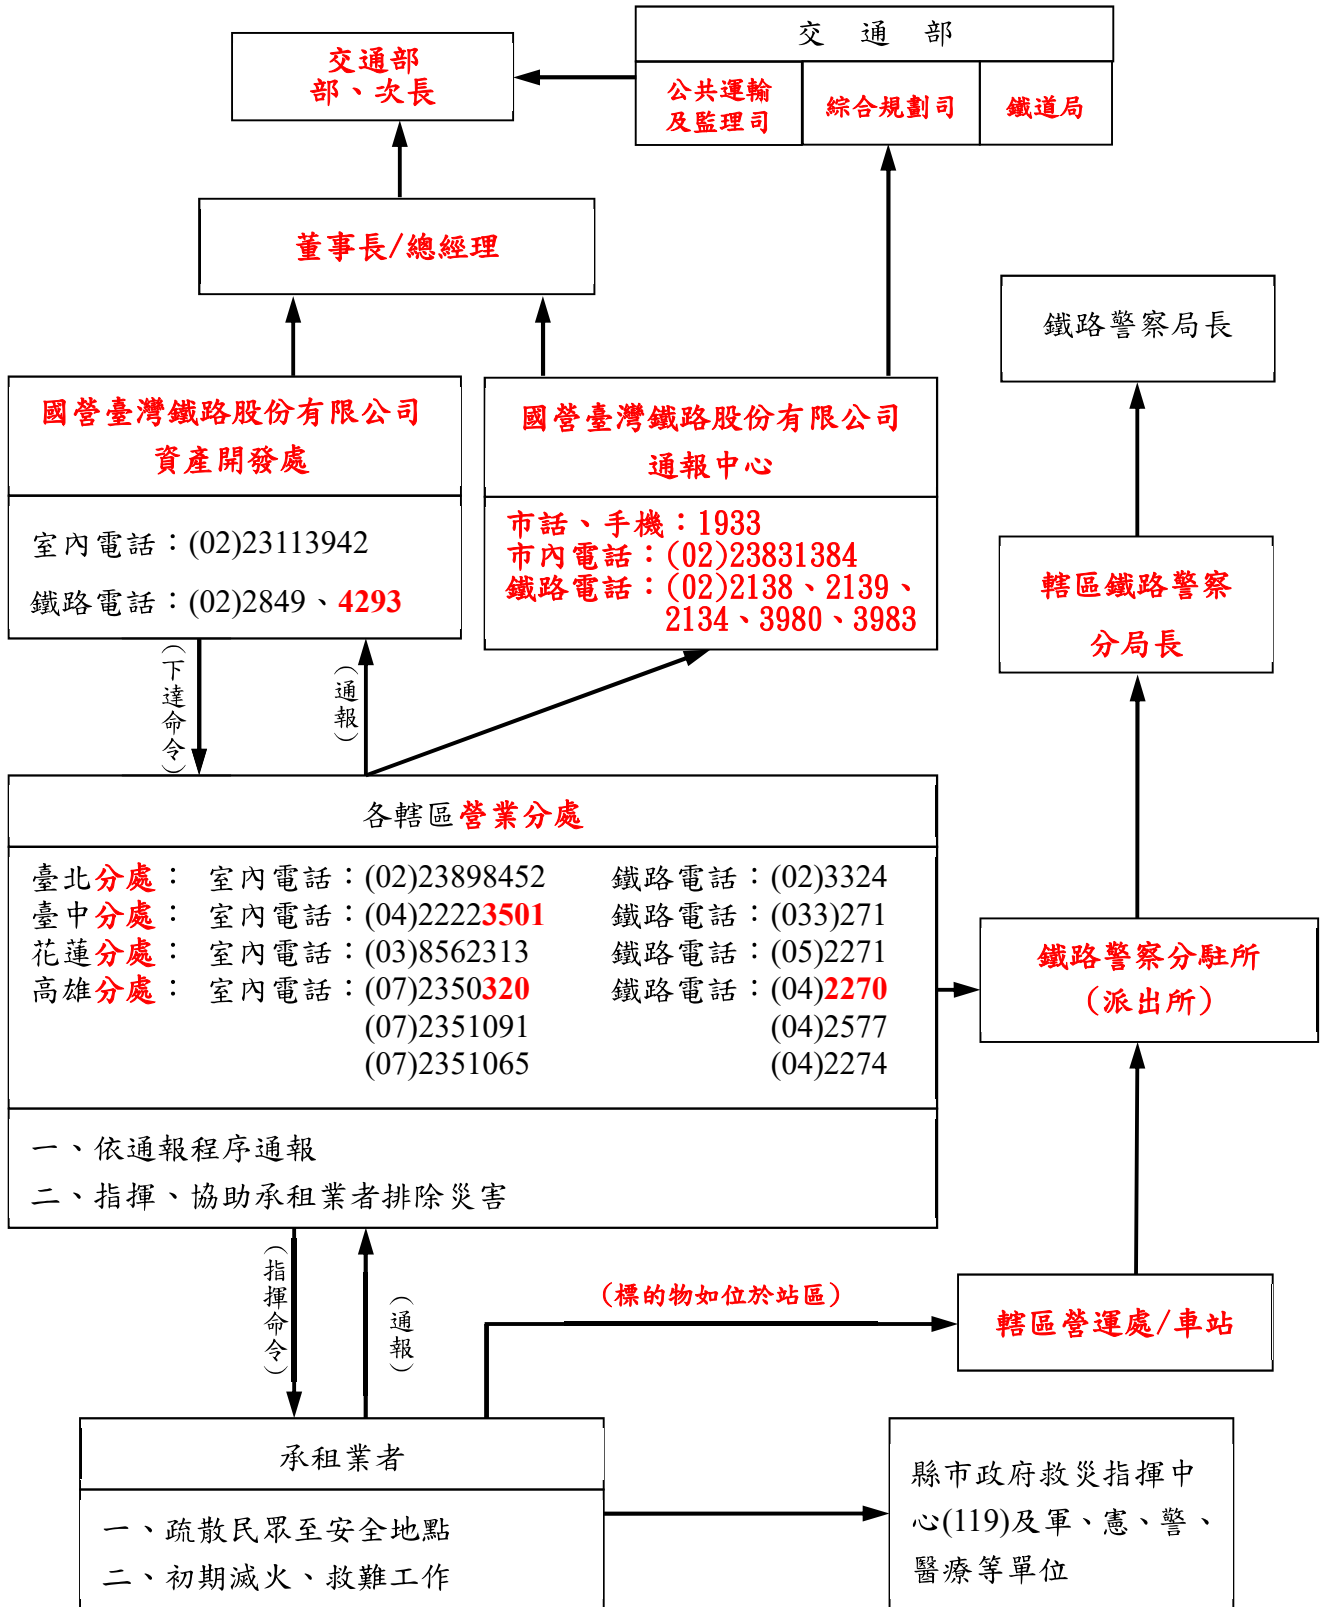 交通部
部、次長
交通部
公共運輸
及監理司
綜合規劃司
鐵道局
董事長/總經理
鐵路警察局長
國營臺灣鐵路股份有限公司
資產開發處
室內電話：(02)23113942
鐵路電話：(02)2849、4293
國營臺灣鐵路股份有限公司
通報中心
市話、手機：1933
市內電話：(02)23831384
鐵路電話：(02)2138、2139、
2134、3980、3983
轄區鐵路警察
分局長
(下達命令)
(通報)
各轄區營業分處
臺北分處： 室內電話：(02)23898452 鐵路電話：(02)3324
臺中分處： 室內電話：(04)22223501 鐵路電話：(033)271
花蓮分處： 室內電話：(03)8562313 鐵路電話：(05)2271
高雄分處： 室內電話：(07)2350320 鐵路電話：(04)2270
(07)2351091 (04)2577
(07)2351065 (04)2274
一、依通報程序通報
二、指揮、協助承租業者排除災害
鐵路警察分駐所
(派出所)
(指揮命令)
(通報)
(標的物如位於站區)
轄區營運處/車站
承租業者
一、疏散民眾至安全地點
二、初期滅火、救難工作
縣市政府救災指揮中
心(119)及軍、憲、警、
醫療等單位